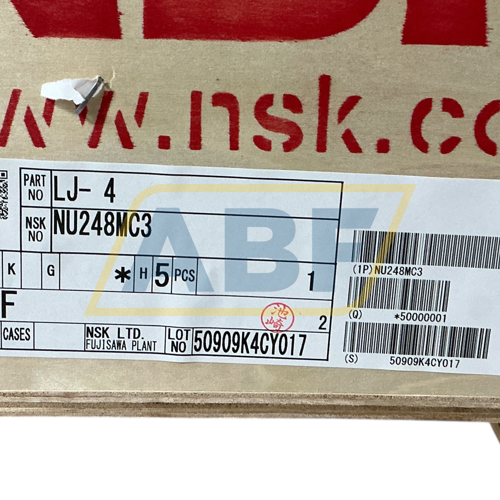 www.nsk.co
PART NO LJ- 4
NSK NO NU248MC3
K G * H 5 PCS 1
F 2
CASES NSK LTD. FUJISAWA PLANT LOT NO 50909K4CY017
(1P) NU248MC3
(Q) *50000001
(S) 50909K4CY017
ABF